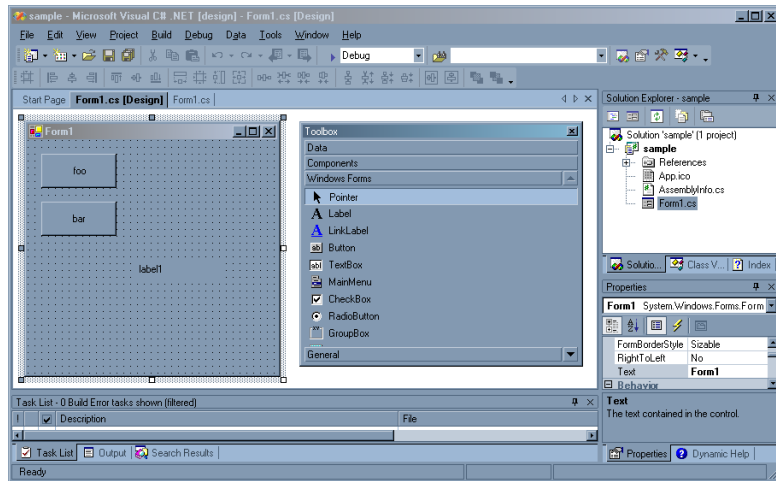 sample - Microsoft Visual C# .NET [design] - Form1.cs [Design]
File Edit View Project Build Debug Data Tools Window Help
Debug
Start Page Form1.cs [Design] Form1.cs
Form1
foo
bar
label1
Toolbox
Data
Components
Windows Forms
Pointer
A Label
A LinkLabel
ab Button
abl TextBox
MainMenu
CheckBox
RadioButton
XYZ GroupBox
General
Solution Explorer - sample
Solution 'sample' (1 project)
sample
References
App.ico
AssemblyInfo.cs
Form1.cs
Solutio... Class V... Index
Properties
Form1 System.Windows.Forms.Form
FormBorderStyle Sizable
RightToLeft No
Text Form1
Behavior
Text
The text contained in the control.
Properties Dynamic Help
Task List - 0 Build Error tasks shown (filtered)
! Description File
Task List Output Search Results
Ready